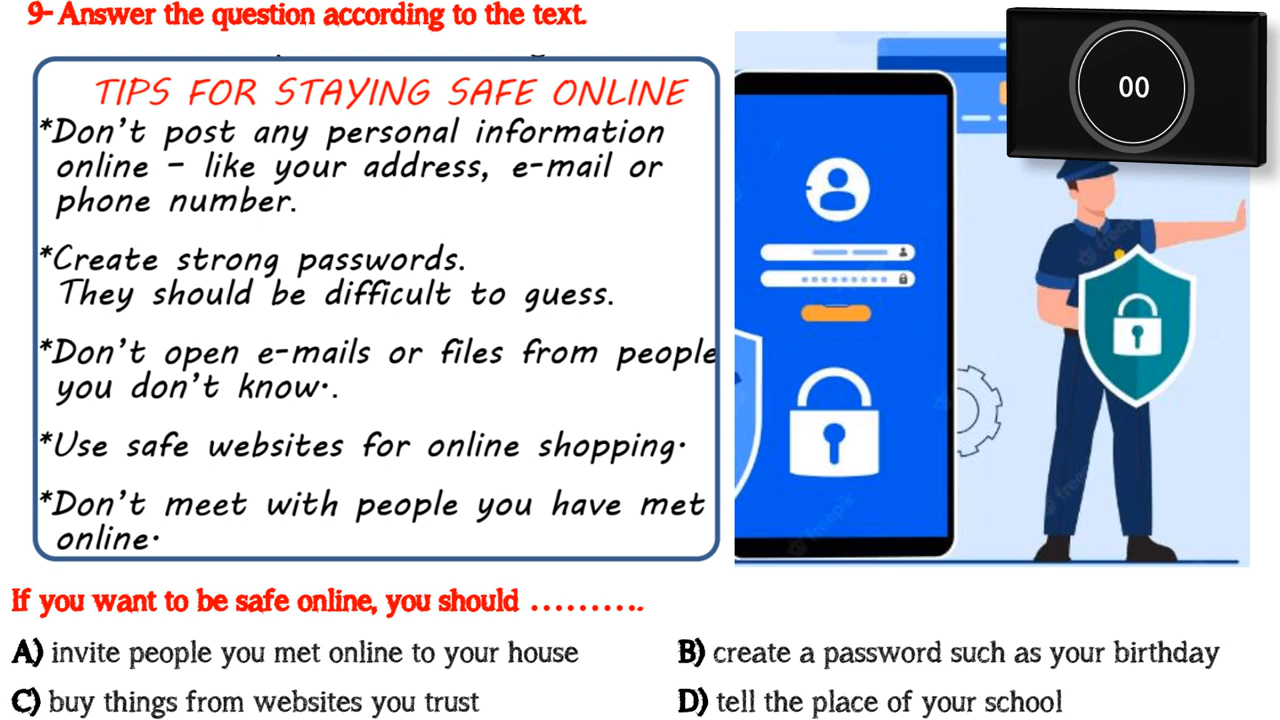 9- Answer the question according to the text.
00
TIPS FOR STAYING SAFE ONLINE
*Don't post any personal information
online – like your address, e-mail or
phone number.
*Create strong passwords.
They should be difficult to guess.
*Don't open e-mails or files from people
you don't know·.
*Use safe websites for online shopping·
*Don't meet with people you have met
online·
If you want to be safe online, you should ……….
A) invite people you met online to your house
B) create a password such as your birthday
C) buy things from websites you trust
D) tell the place of your school